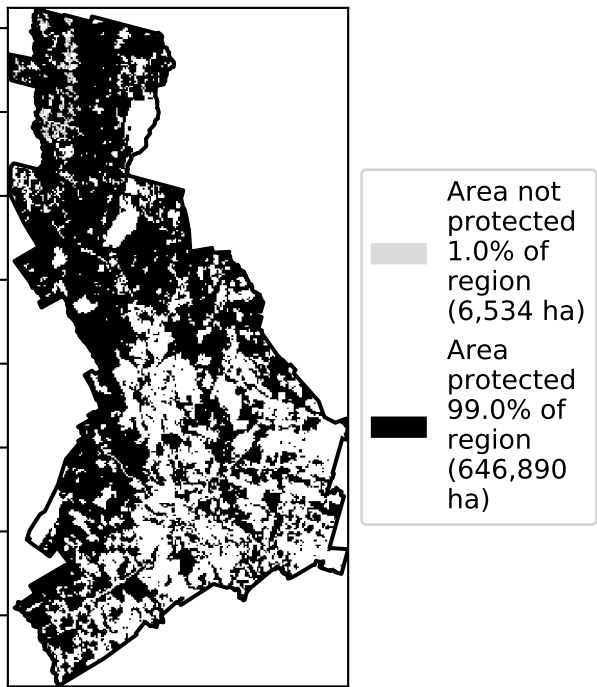 Area not
protected
1.0% of
region
(6,534 ha)
Area
protected
99.0% of
region
(646,890
ha)